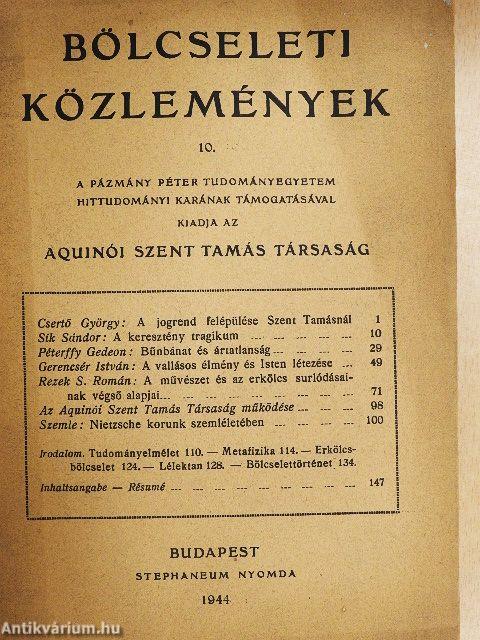 BÖLCSELETI
KÖZLEMÉNYEK
10.
A PÁZMÁNY PÉTER TUDOMÁNYEGYETEM
HITTUDOMÁNYI KARÁNAK TÁMOGATÁSÁVAL
KIADJA AZ
AQUINÓI SZENT TAMÁS TÁRSASÁG
Csertő György: A jogrend felépülése Szent Tamásnál 1
Sík Sándor: A keresztény tragikum 10
Péterffy Gedeon: Bűnbánat és ártatlanság 29
Gerencsér István: A vallásos élmény és Isten létezése 49
Rezek S. Román: A művészet és az erkölcs surlódásai-
nak végső alapjai 71
Az Aquinói Szent Tamás Társaság működése 98
Szemle: Nietzsche korunk szemléletében 100
Irodalom. Tudományelmélet 110. — Metafizika 114. — Erkölcs-
bölcselet 124. — Lélektan 128. — Bölcselettörténet 134.
Inhaltsangabe — Résumé 147
BUDAPEST
STEPHANEUM NYOMDA
1944
Antikvárium.hu